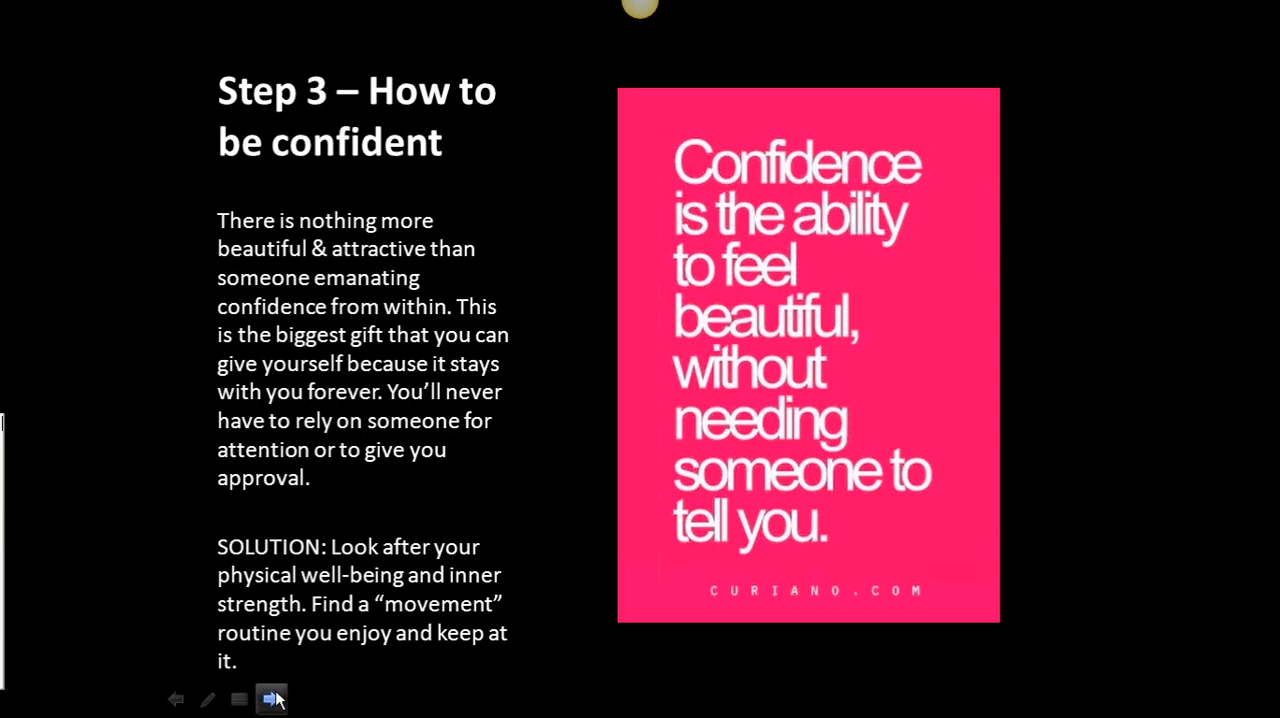 Step 3 – How to
be confident
There is nothing more
beautiful & attractive than
someone emanating
confidence from within. This
is the biggest gift that you can
give yourself because it stays
with you forever. You’ll never
have to rely on someone for
attention or to give you
approval.
SOLUTION: Look after your
physical well-being and inner
strength. Find a “movement”
routine you enjoy and keep at
it.
Confidence
is the ability
to feel
beautiful,
without
needing
someone to
tell you.
CURIANO.COM